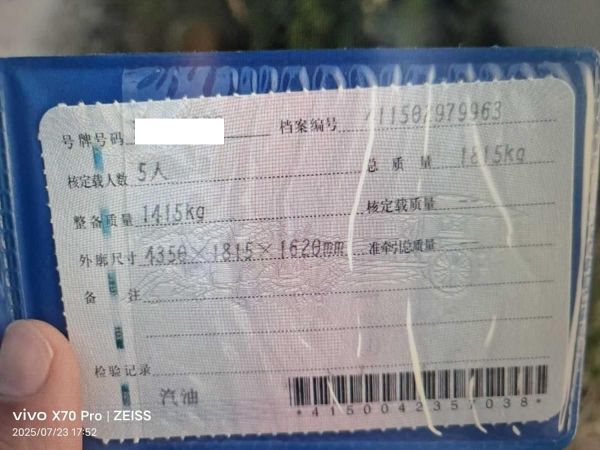 号牌号码 档案编号 411502979963
核定载人数 5人 总质量 1815kg
整备质量 1415kg 核定载质量 --
外廓尺寸 4350×1815×1620mm 准牵引总质量 --
备注
检验记录
汽油
*4150042357038*
vivo X70 Pro | ZEISS
2025/07/23 17:52